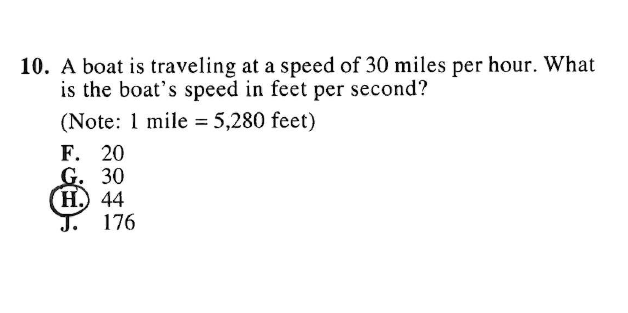 10. A boat is traveling at a speed of 30 miles per hour. What
is the boat's speed in feet per second?
(Note: 1 mile = 5,280 feet)
F. 20
G. 30
H. 44
J. 176